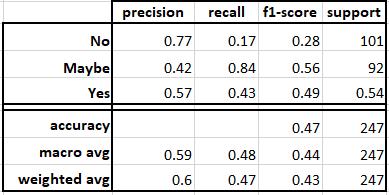 precision recall f1-score support
No 0.77 0.17 0.28 101
Maybe 0.42 0.84 0.56 92
Yes 0.57 0.43 0.49 0.54
accuracy 0.47 247
macro avg 0.59 0.48 0.44 247
weighted avg 0.6 0.47 0.43 247